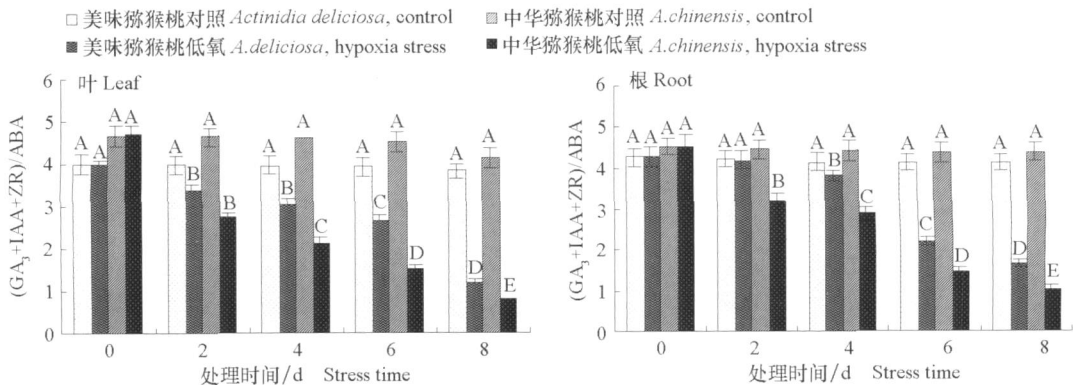 美味猕猴桃对照 Actinidia deliciosa, control
中华猕猴桃对照 A.chinensis, control
美味猕猴桃低氧 A.deliciosa, hypoxia stress
中华猕猴桃低氧 A.chinensis, hypoxia stress
叶 Leaf
(GA3+IAA+ZR)/ABA
6
5
4
3
2
1
0
A A A A
A B A B
A B A C
A C A D
A D A E
0 2 4 6 8
处理时间/d Stress time
根 Root
(GA3+IAA+ZR)/ABA
6
5
4
3
2
1
0
A A A A
A A A B
A B A C
A C A D
A D A E
0 2 4 6 8
处理时间/d Stress time